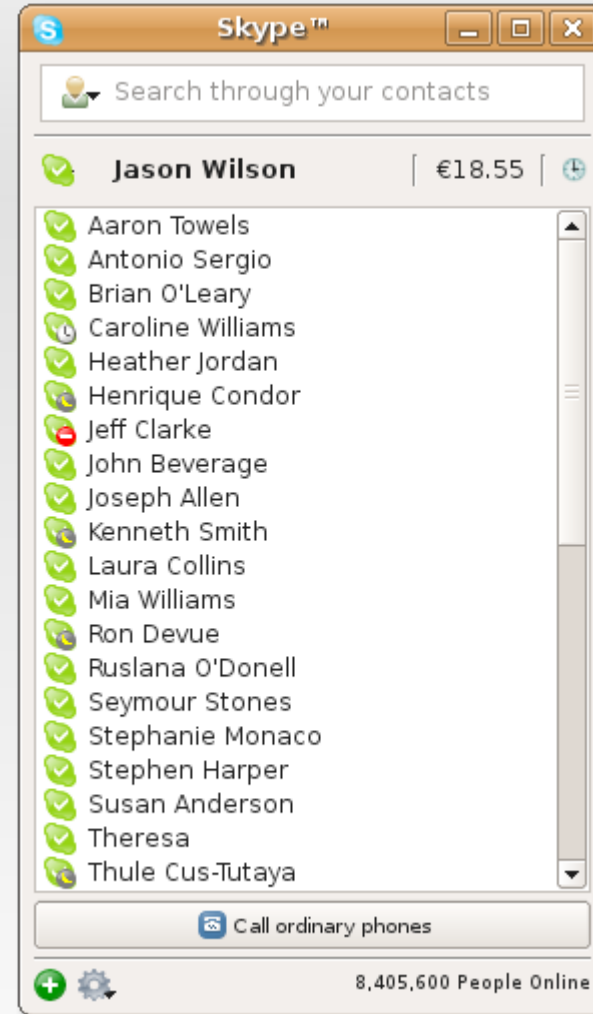 Skype™
Search through your contacts
Jason Wilson €18.55
Aaron Towels
Antonio Sergio
Brian O'Leary
Caroline Williams
Heather Jordan
Henrique Condor
Jeff Clarke
John Beverage
Joseph Allen
Kenneth Smith
Laura Collins
Mia Williams
Ron Devue
Ruslana O'Donell
Seymour Stones
Stephanie Monaco
Stephen Harper
Susan Anderson
Theresa
Thule Cus-Tutaya
Call ordinary phones
8,405,600 People Online